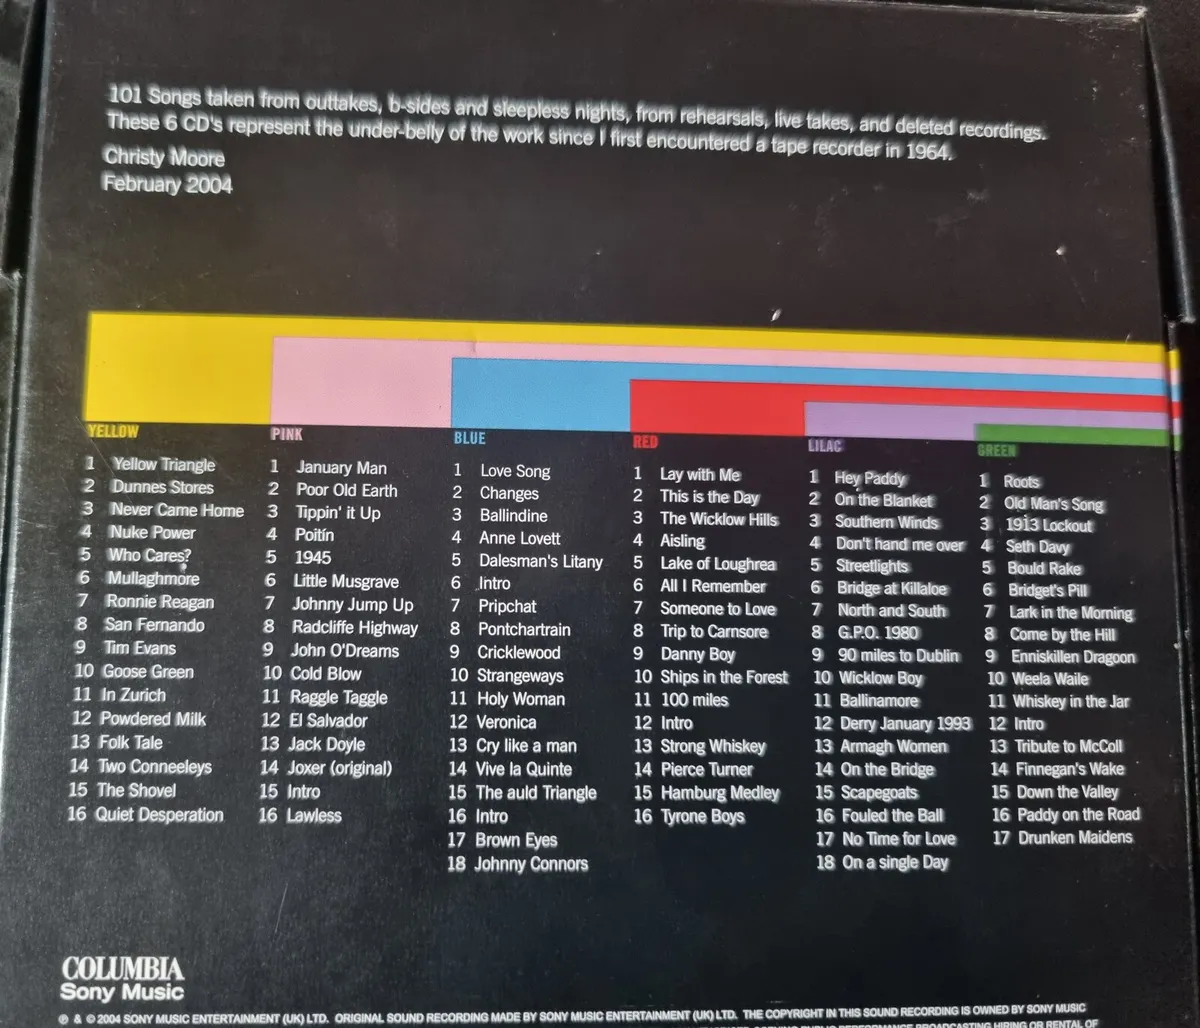 101 Songs taken from outtakes, b-sides and sleepless nights, from rehearsals, live takes, and deleted recordings.
These 6 CD's represent the under-belly of the work since I first encountered a tape recorder in 1964.
Christy Moore
February 2004
YELLOW
1 Yellow Triangle
2 Dunnes Stores
3 Never Came Home
4 Nuke Power
5 Who Cares?
6 Mullaghmore
7 Ronnie Reagan
8 San Fernando
9 Tim Evans
10 Goose Green
11 In Zurich
12 Powdered Milk
13 Folk Tale
14 Two Conneeleys
15 The Shovel
16 Quiet Desperation
PINK
1 January Man
2 Poor Old Earth
3 Tippin' it Up
4 Poitín
5 1945
6 Little Musgrave
7 Johnny Jump Up
8 Radcliffe Highway
9 John O'Dreams
10 Cold Blow
11 Raggle Taggle
12 El Salvador
13 Jack Doyle
14 Joxer (original)
15 Intro
16 Lawless
BLUE
1 Love Song
2 Changes
3 Ballindine
4 Anne Lovett
5 Dalesman's Litany
6 Intro
7 Pripchat
8 Pontchartrain
9 Cricklewood
10 Strangeways
11 Holy Woman
12 Veronica
13 Cry like a man
14 Vive la Quinte
15 The auld Triangle
16 Intro
17 Brown Eyes
18 Johnny Connors
RED
1 Lay with Me
2 This is the Day
3 The Wicklow Hills
4 Aisling
5 Lake of Loughrea
6 All I Remember
7 Someone to Love
8 Trip to Carnsore
9 Danny Boy
10 Ships in the Forest
11 100 miles
12 Intro
13 Strong Whiskey
14 Pierce Turner
15 Hamburg Medley
16 Tyrone Boys
LILAC
1 Hey Paddy
2 On the Blanket
3 Southern Winds
4 Don't hand me over
5 Streetlights
6 Bridge at Killaloe
7 North and South
8 G.P.O. 1980
9 90 miles to Dublin
10 Wicklow Boy
11 Ballinamore
12 Derry January 1993
13 Armagh Women
14 On the Bridge
15 Scapegoats
16 Fouled the Ball
17 No Time for Love
18 On a single Day
GREEN
1 Roots
2 Old Man's Song
3 1913 Lockout
4 Seth Davy
5 Bould Rake
6 Bridget's Pill
7 Lark in the Morning
8 Come by the Hill
9 Enniskillen Dragoon
10 Weela Waile
11 Whiskey in the Jar
12 Intro
13 Tribute to McColl
14 Finnegan's Wake
15 Down the Valley
16 Paddy on the Road
17 Drunken Maidens
COLUMBIA
Sony Music
℗ & © 2004 SONY MUSIC ENTERTAINMENT (UK) LTD. ORIGINAL SOUND RECORDING MADE BY SONY MUSIC ENTERTAINMENT (UK) LTD. THE COPYRIGHT IN THIS SOUND RECORDING IS OWNED BY SONY MUSIC
PUBLIC PERFORMANCE BROADCASTING HIRING OR RENTAL OF